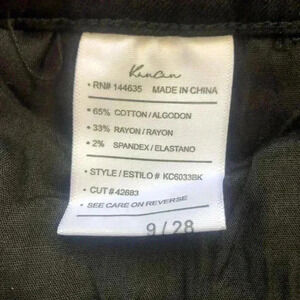 KanCan
• RN# 144635 MADE IN CHINA
• 65% COTTON / ALGODON
• 33% RAYON / RAYON
• 2% SPANDEX / ELASTANO
• STYLE / ESTILO # KC6033BK
• CUT # 42683
• SEE CARE ON REVERSE
9 / 28